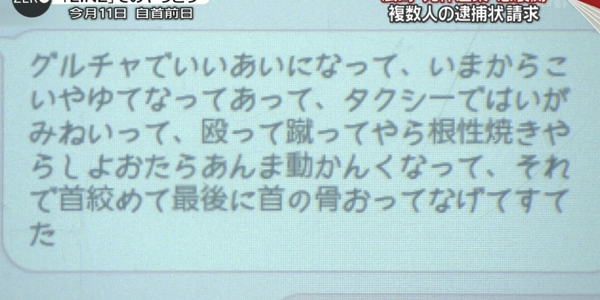 今月11日 自首前日
複数人の逮捕状請求
グルチャでいいあいになって、いまからこ
いやゆてなってあって、タクシーではいが
みねいって、殴って蹴ってやら根性焼きや
らしよおたらあんま動かんくなって、それ
で首絞めて最後に首の骨おってなげてすて
た